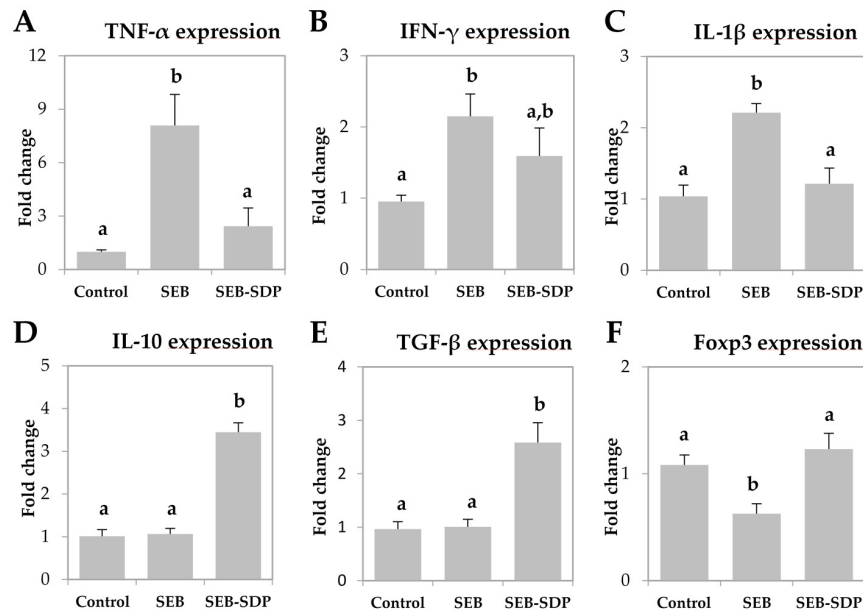 A TNF-α expression
Fold change
12
9
6
3
0
b
a
a
Control SEB SEB-SDP
B IFN-γ expression
Fold change
3
2
1
0
b
a,b
a
Control SEB SEB-SDP
C IL-1β expression
Fold change
3
2
1
0
b
a
a
Control SEB SEB-SDP
D IL-10 expression
Fold change
5
4
3
2
1
0
b
a a
Control SEB SEB-SDP
E TGF-β expression
Fold change
4
3
2
1
0
b
a a
Control SEB SEB-SDP
F Foxp3 expression
Fold change
2
1
0
a
a
b
Control SEB SEB-SDP